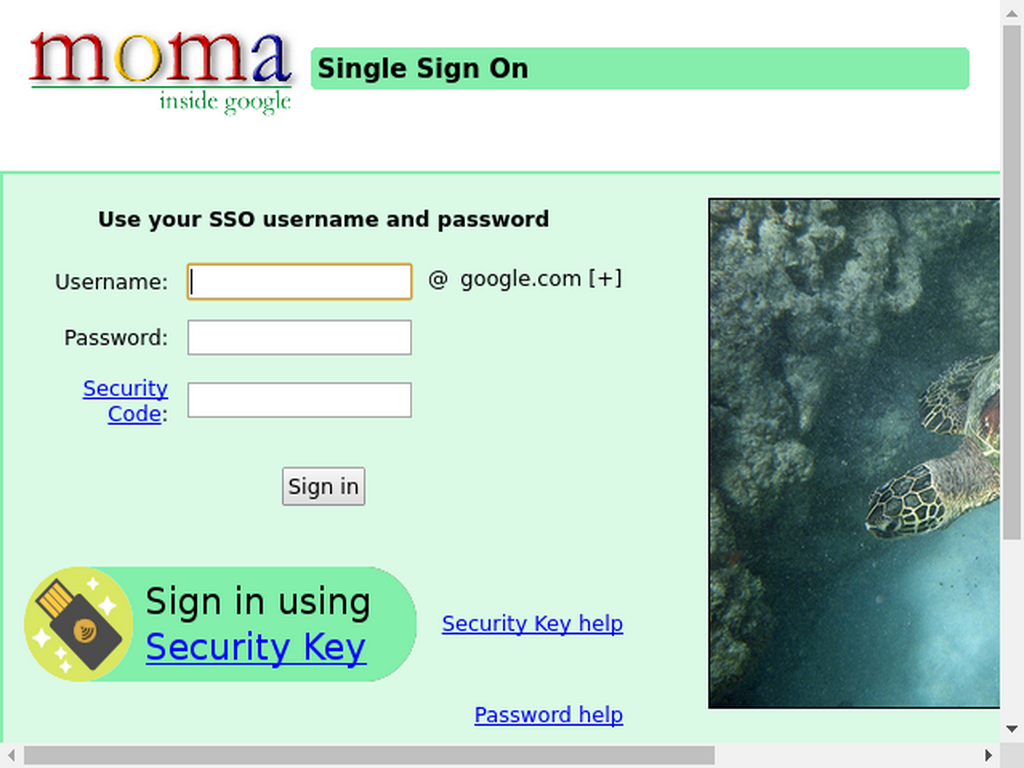 moma
inside google
Single Sign On
Use your SSO username and password
Username:
@ google.com [+]
Password:
Security
Code:
Sign in
Sign in using
Security Key
Security Key help
Password help